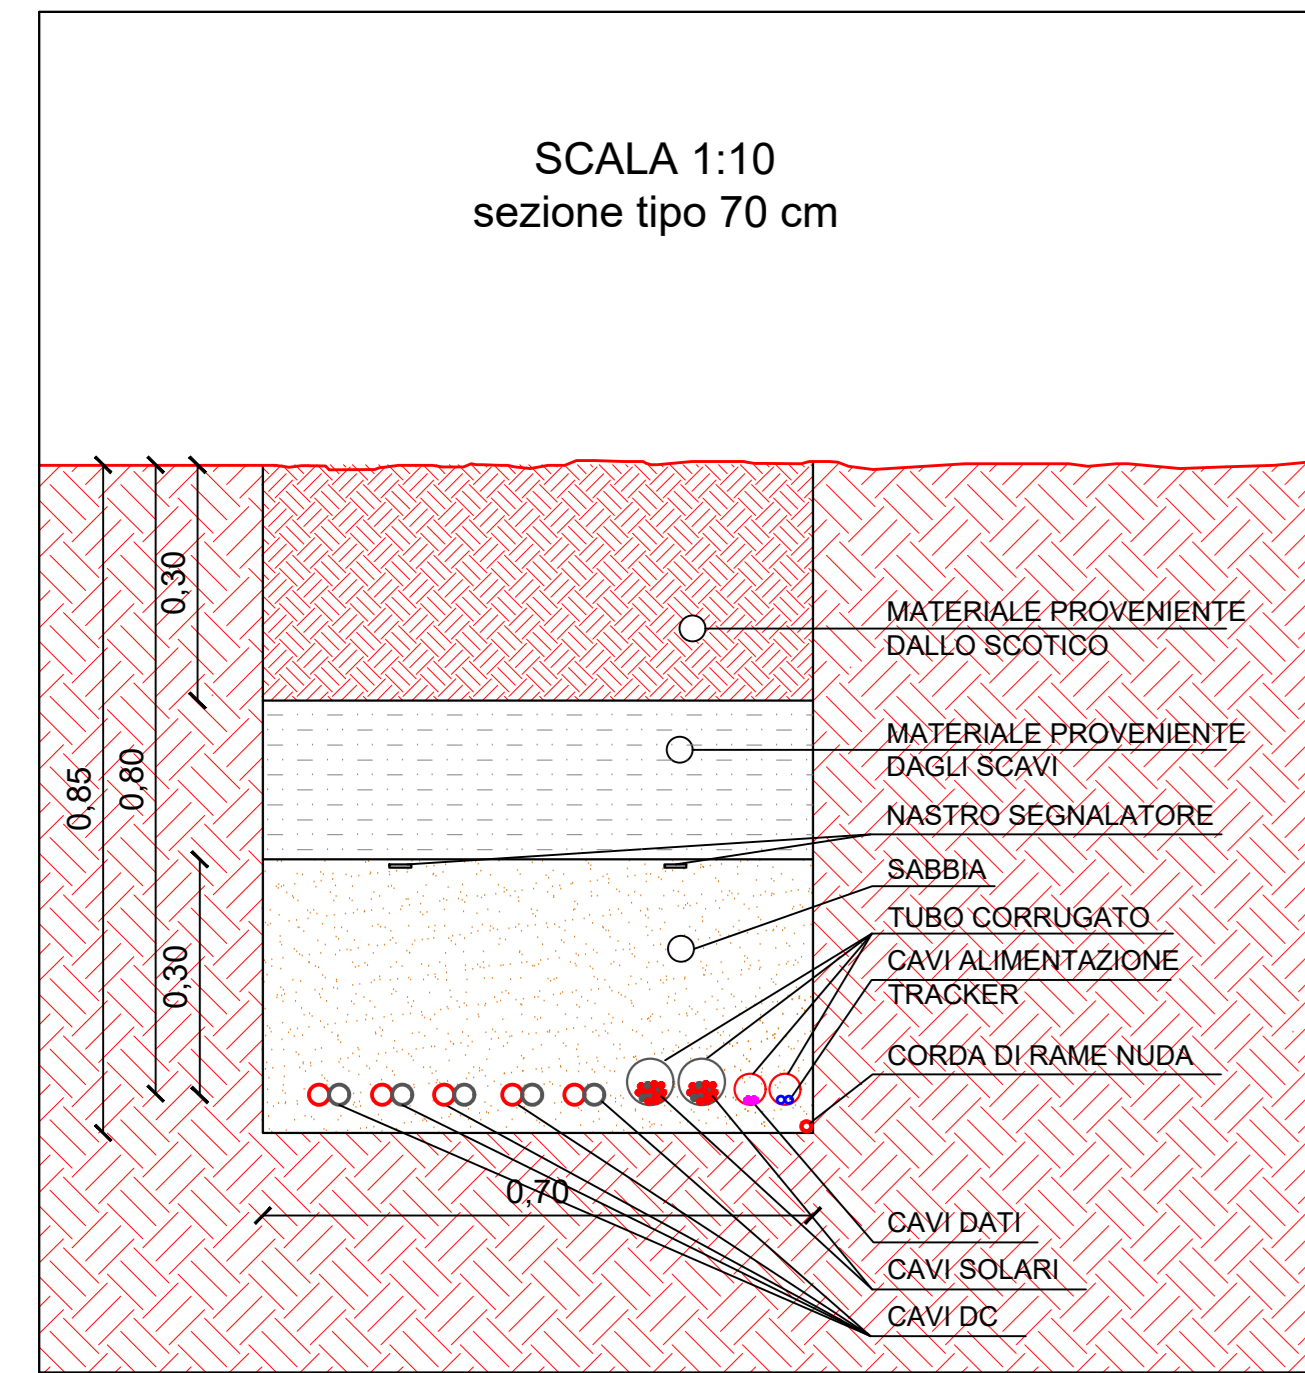 SCALA 1:10
sezione tipo 70 cm
0,30
0,80
0,85
0,30
0,70
MATERIALE PROVENIENTE
DALLO SCOTICO
MATERIALE PROVENIENTE
DAGLI SCAVI
NASTRO SEGNALATORE
SABBIA
TUBO CORRUGATO
CAVI ALIMENTAZIONE
TRACKER
CORDA DI RAME NUDA
CAVI DATI
CAVI SOLARI
CAVI DC